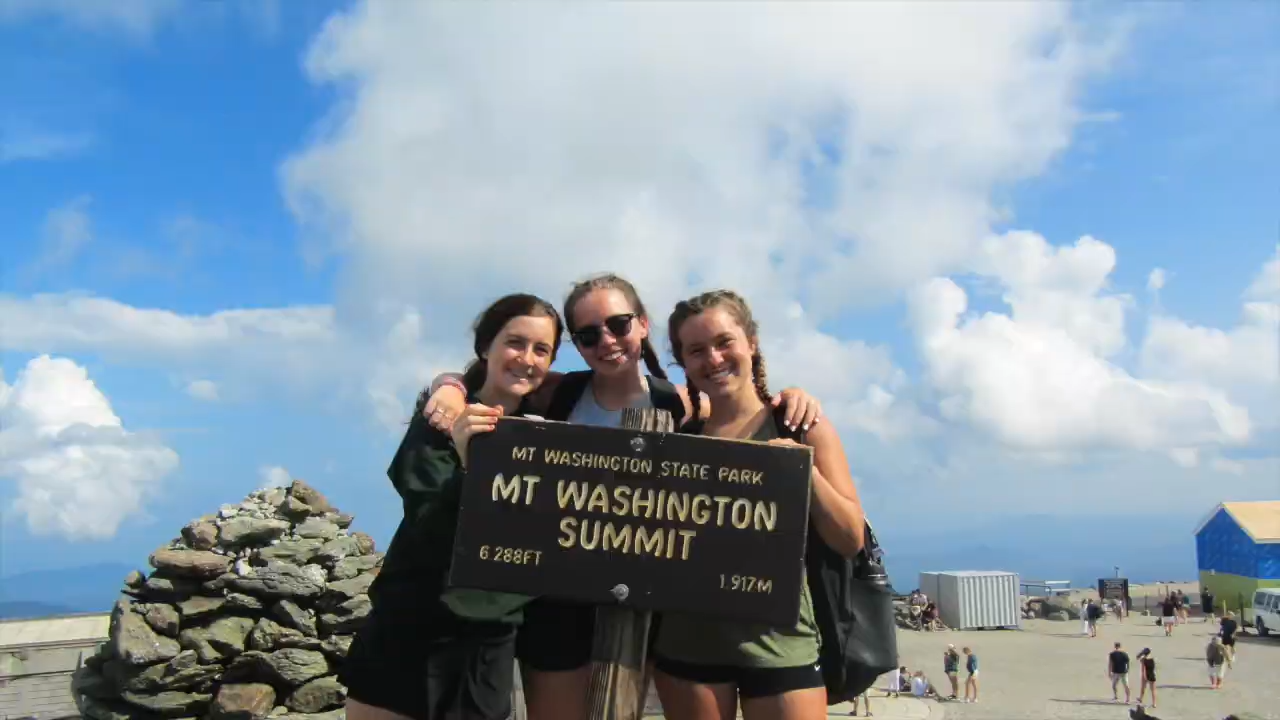 MT WASHINGTON STATE PARK
MT WASHINGTON
SUMMIT
6 288FT
1 917M